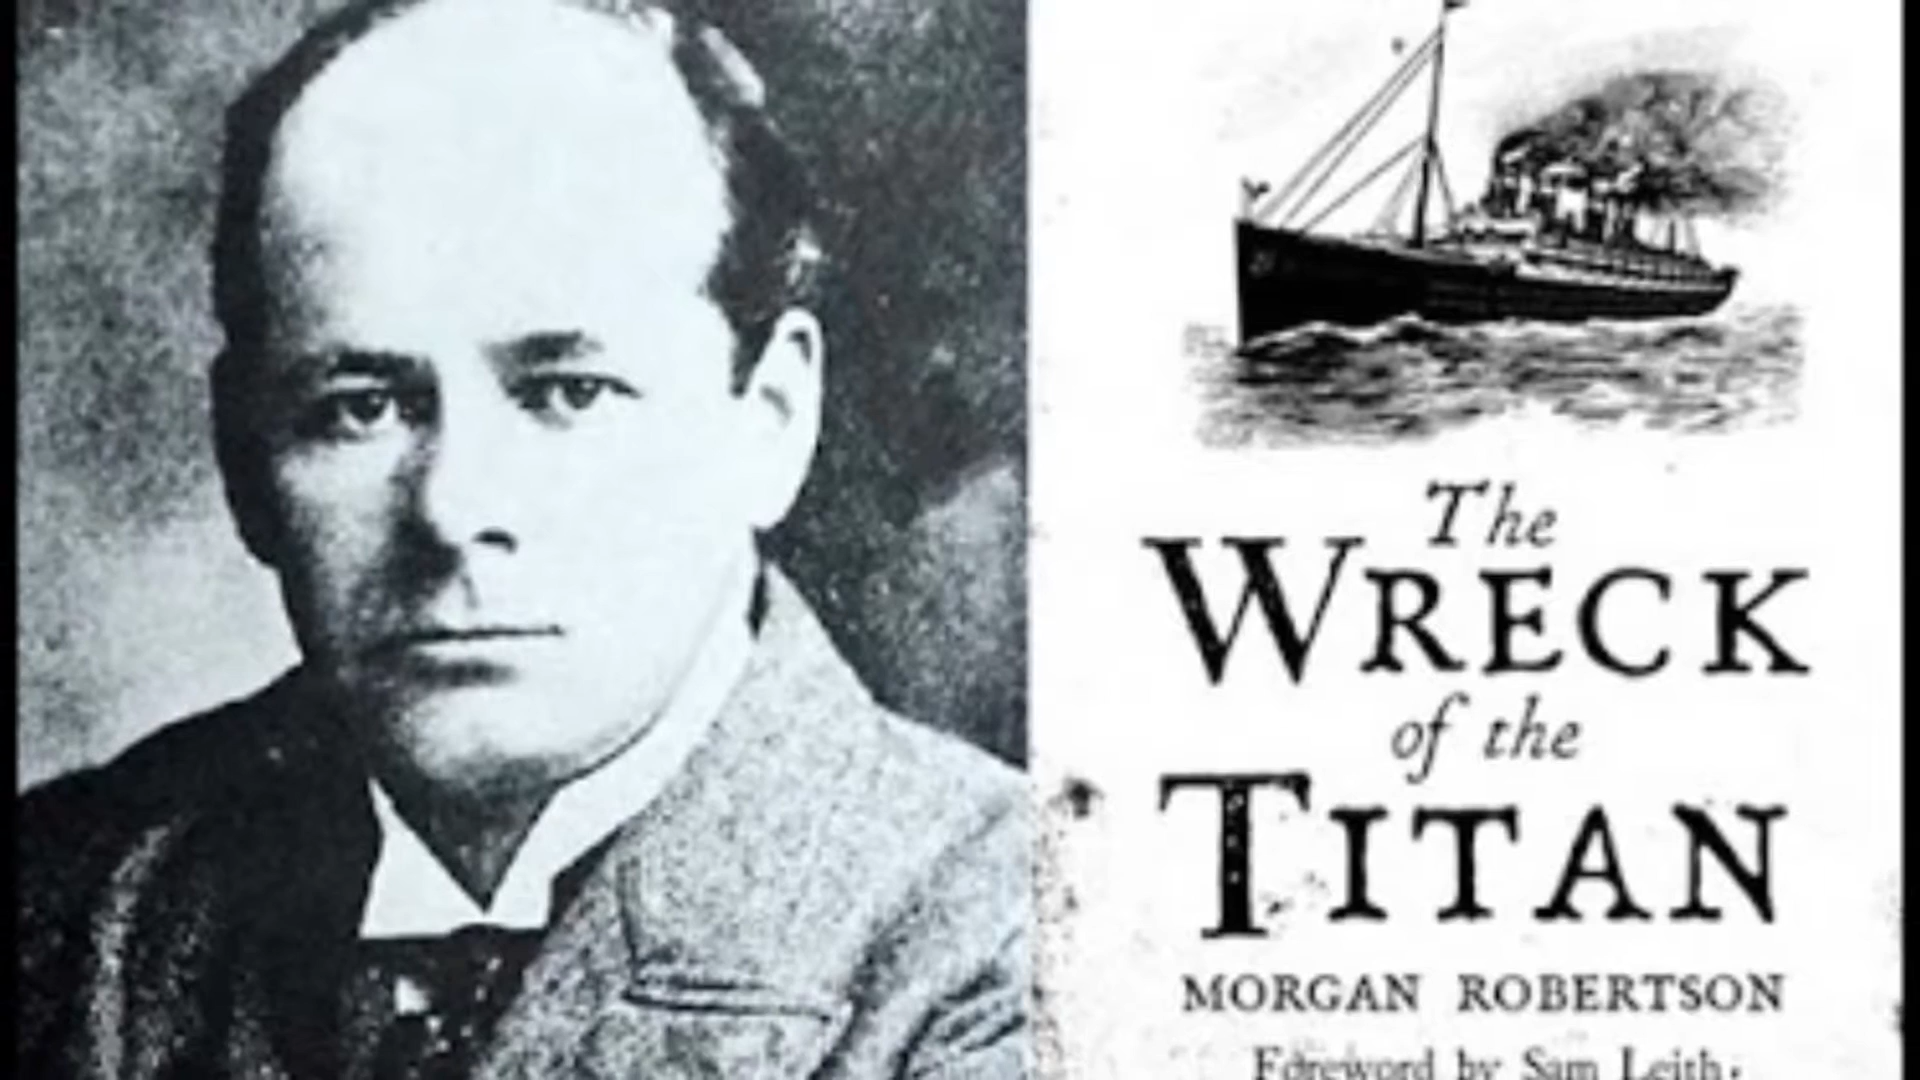 The
WRECK
of the
TITAN
MORGAN ROBERTSON
Foreword by Sam Leith